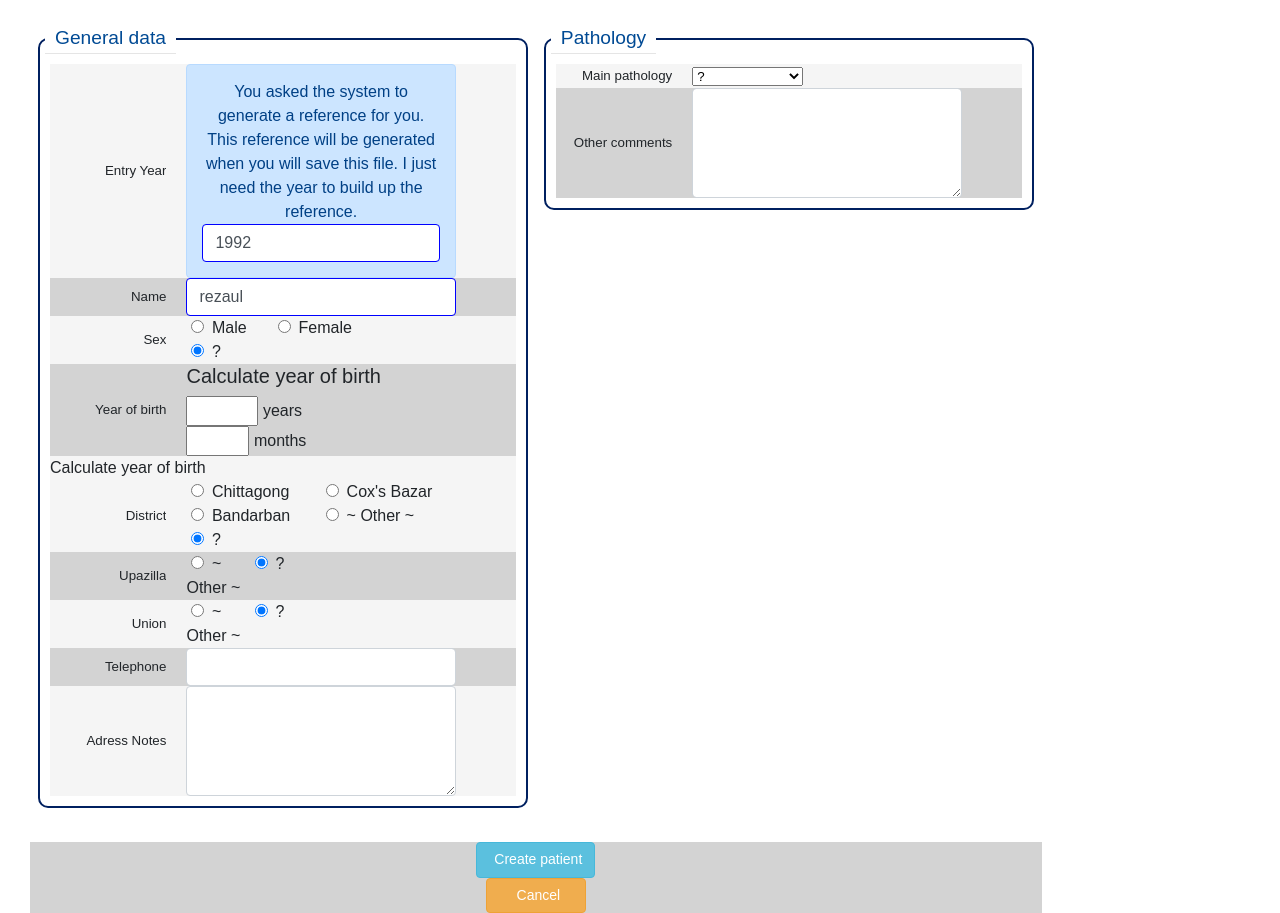 General data
Entry Year
You asked the system to
generate a reference for you.
This reference will be generated
when you will save this file. I just
need the year to build up the
reference.
1992
Name
rezaul
Sex
Male Female
?
Year of birth
Calculate year of birth
years
months
Calculate year of birth
District
Chittagong Cox's Bazar
Bandarban ~ Other ~
?
Upazilla
~ ?
Other ~
Union
~ ?
Other ~
Telephone
Adress Notes
Pathology
Main pathology ?
Other comments
Create patient
Cancel